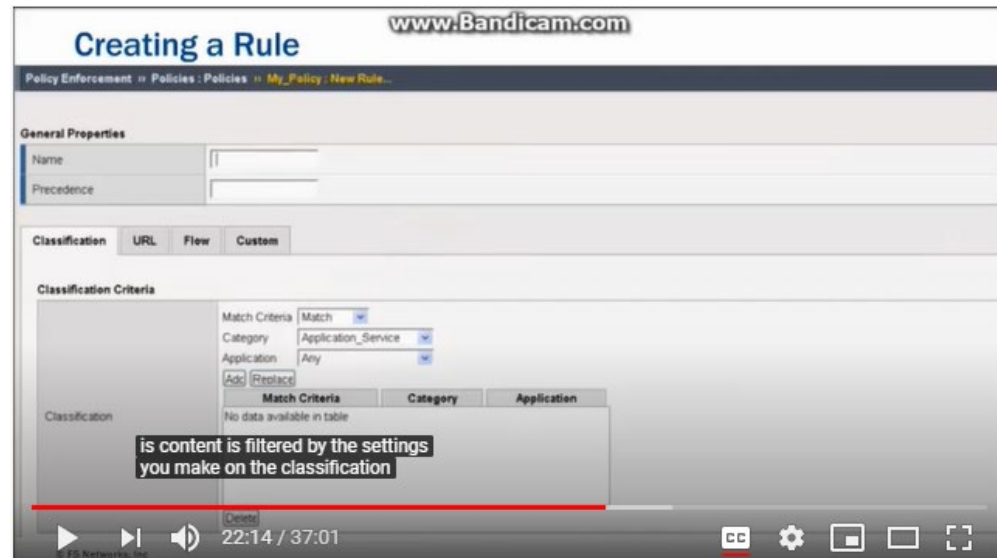 www.Bandicam.com
Creating a Rule
Policy Enforcement ›› Policies : Policies ›› My_Policy : New Rule...
General Properties
Name
Precedence
Classification URL Flow Custom
Classification Criteria
Match Criteria Match
Category Application_Service
Application Any
Add Replace
Match Criteria Category Application
Classification No data available in table
is content is filtered by the settings
you make on the classification
Delete
22:14 / 37:01 CC
© F5 Networks, Inc